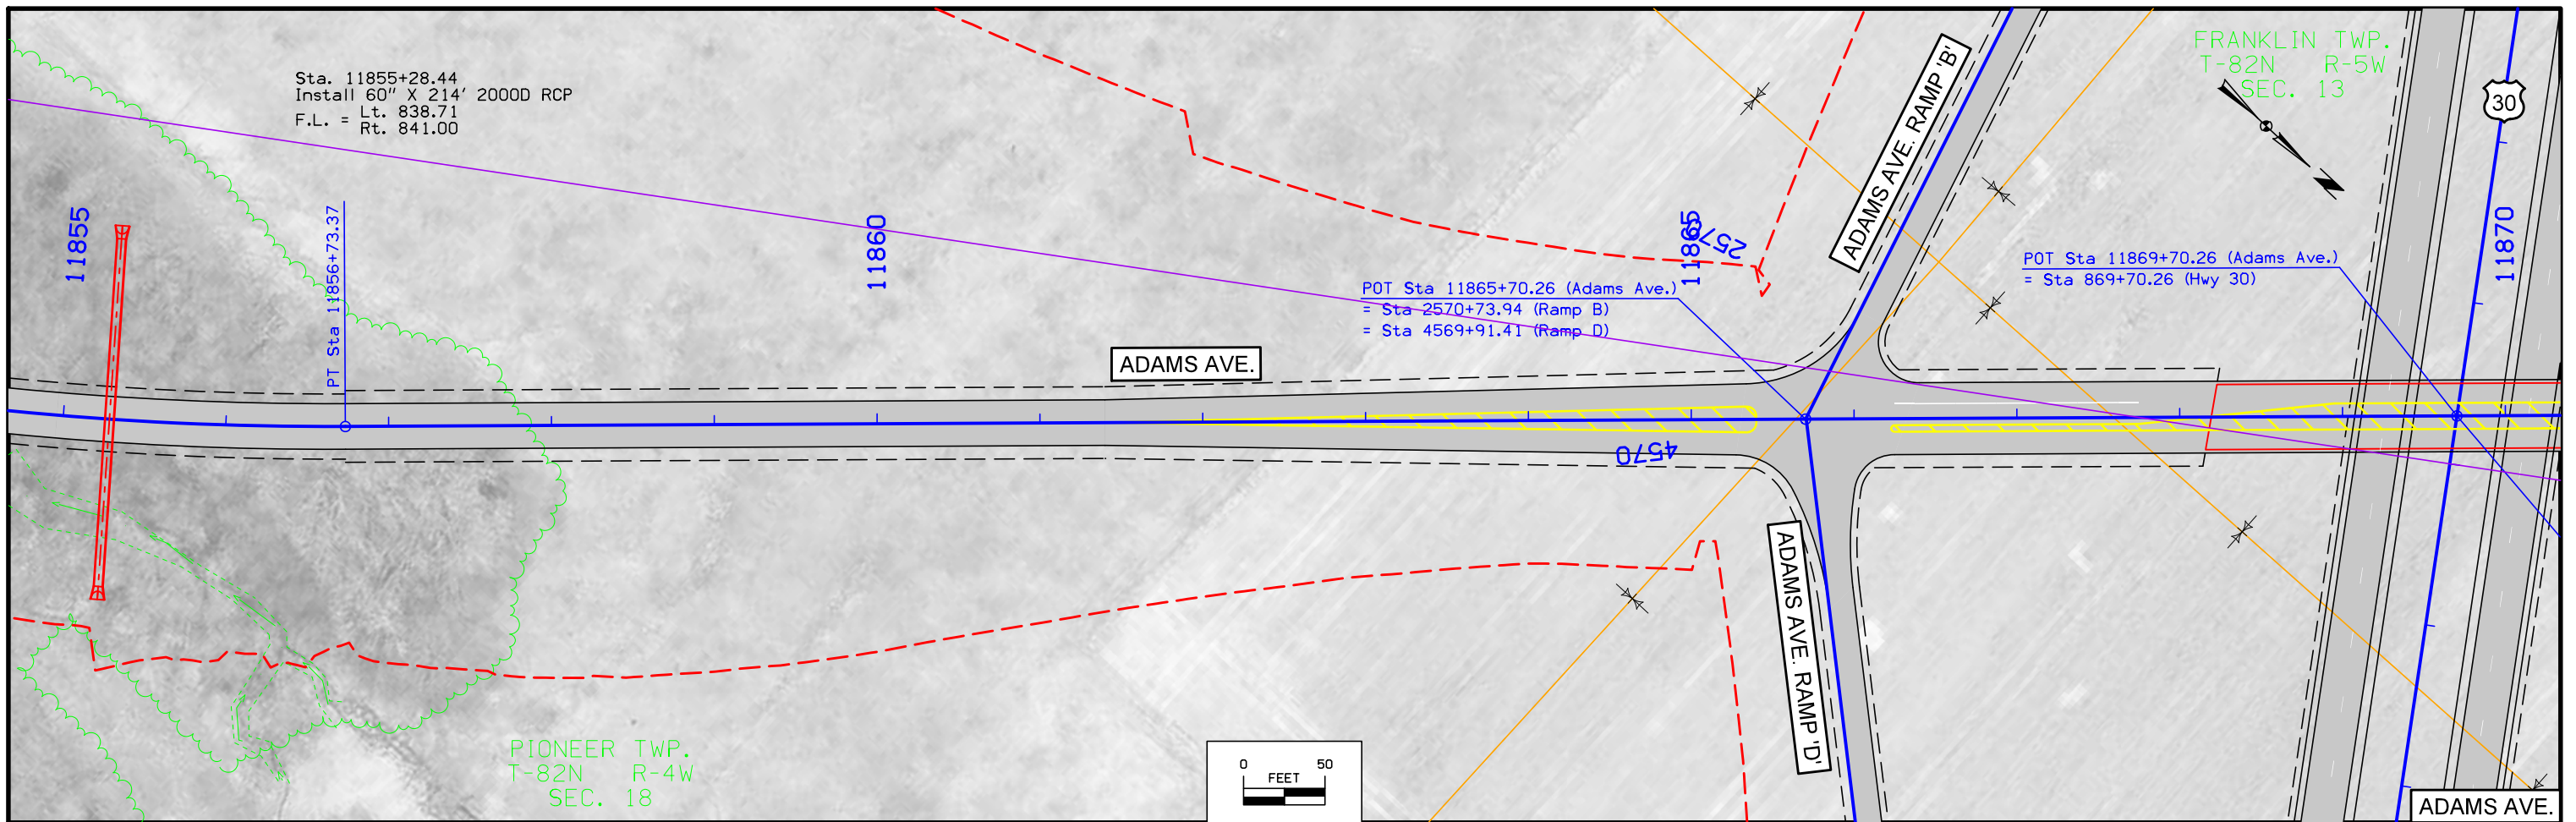 Sta. 11855+28.44
Install 60" X 214' 2000D RCP
F.L. = Lt. 838.71
Rt. 841.00
11855
PT Sta 11856+73.37
11860
11865
2570
ADAMS AVE. RAMP 'B'
FRANKLIN TWP.
T-82N R-5W
SEC. 13
30
11870
POT Sta 11869+70.26 (Adams Ave.)
= Sta 869+70.26 (Hwy 30)
POT Sta 11865+70.26 (Adams Ave.)
= Sta 2570+73.94 (Ramp B)
= Sta 4569+91.41 (Ramp D)
ADAMS AVE.
4570
ADAMS AVE. RAMP 'D'
PIONEER TWP.
T-82N R-4W
SEC. 18
0 50
FEET
ADAMS AVE.